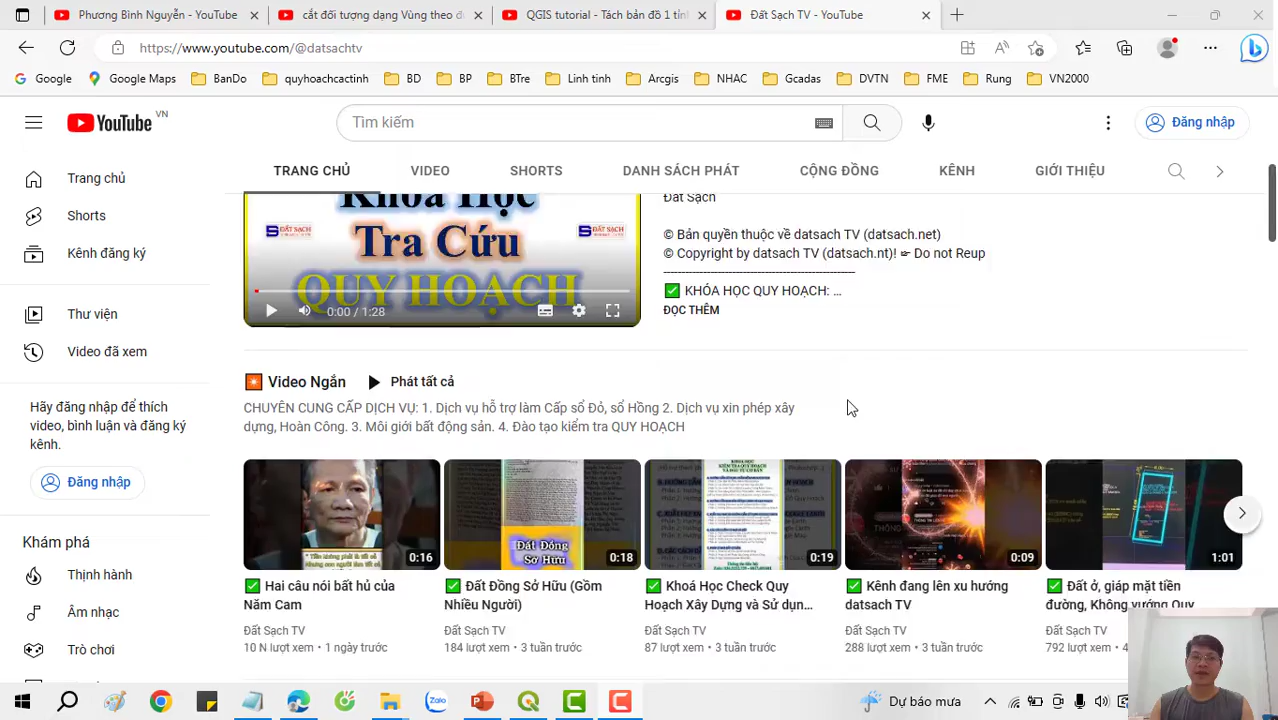 Phương Bình Nguyễn - YouTube
cắt đối tượng dạng Vùng theo đ
QGIS tutorial - Tách bản đồ 1 tỉnh
Đất Sạch TV - YouTube
https://www.youtube.com/@datsachtv
Google
Google Maps
BanDo
quyhoachcactinh
BD
BP
BTre
Linh tinh
Arcgis
NHAC
Gcadas
DVTN
FME
Rung
VN2000
YouTube VN
Tìm kiếm
Đăng nhập
TRANG CHỦ
VIDEO
SHORTS
DANH SÁCH PHÁT
CỘNG ĐỒNG
KÊNH
GIỚI THIỆU
Trang chủ
Shorts
Kênh đăng ký
Thư viện
Video đã xem
Hãy đăng nhập để thích
video, bình luận và đăng ký
kênh.
Đăng nhập
Khám phá
Thịnh hành
Âm nhạc
Trò chơi
Khóa Học
ĐẤT SẠCH
Tra Cứu
ĐẤT SẠCH
QUY HOẠCH
0:00 / 1:28
Đất Sạch
© Bản quyền thuộc về datsach TV (datsach.net)
© Copyright by datsach TV (datsach.nt)! ☛ Do not Reup
----------------------------------------------------
✅ KHÓA HỌC QUY HOẠCH: ...
ĐỌC THÊM
Video Ngắn
Phát tất cả
CHUYÊN CUNG CẤP DỊCH VỤ: 1. Dịch vụ hỗ trợ làm Cấp sổ Đỏ, sổ Hồng 2. Dịch vụ xin phép xây
dựng, Hoàn Công. 3. Môi giới bất động sản. 4. Đào tạo kiểm tra QUY HOẠCH
0:16
Đất Đồng
Sở Hữu
0:18
KHOÁ HỌC
KIỂM TRA QUY HOẠCH
0:19
0:09
1:01
✅ Hai câu nói bất hủ của
Năm Cam
Đất Sạch TV
10 N lượt xem • 1 ngày trước
✅ Đất Đồng Sở Hữu (Gồm
Nhiều Người)
Đất Sạch TV
184 lượt xem • 3 tuần trước
✅ Khoá Học Check Quy
Hoạch Xây Dựng và Sử dụn...
Đất Sạch TV
87 lượt xem • 3 tuần trước
✅ Kênh đang lên xu hướng
datsach TV
Đất Sạch TV
288 lượt xem • 3 tuần trước
✅ Đất ở, giáp mặt tiền
đường, Không vướng Quy
Đất Sạch TV
792 lượt xem • 4
Zalo
Dự báo mưa